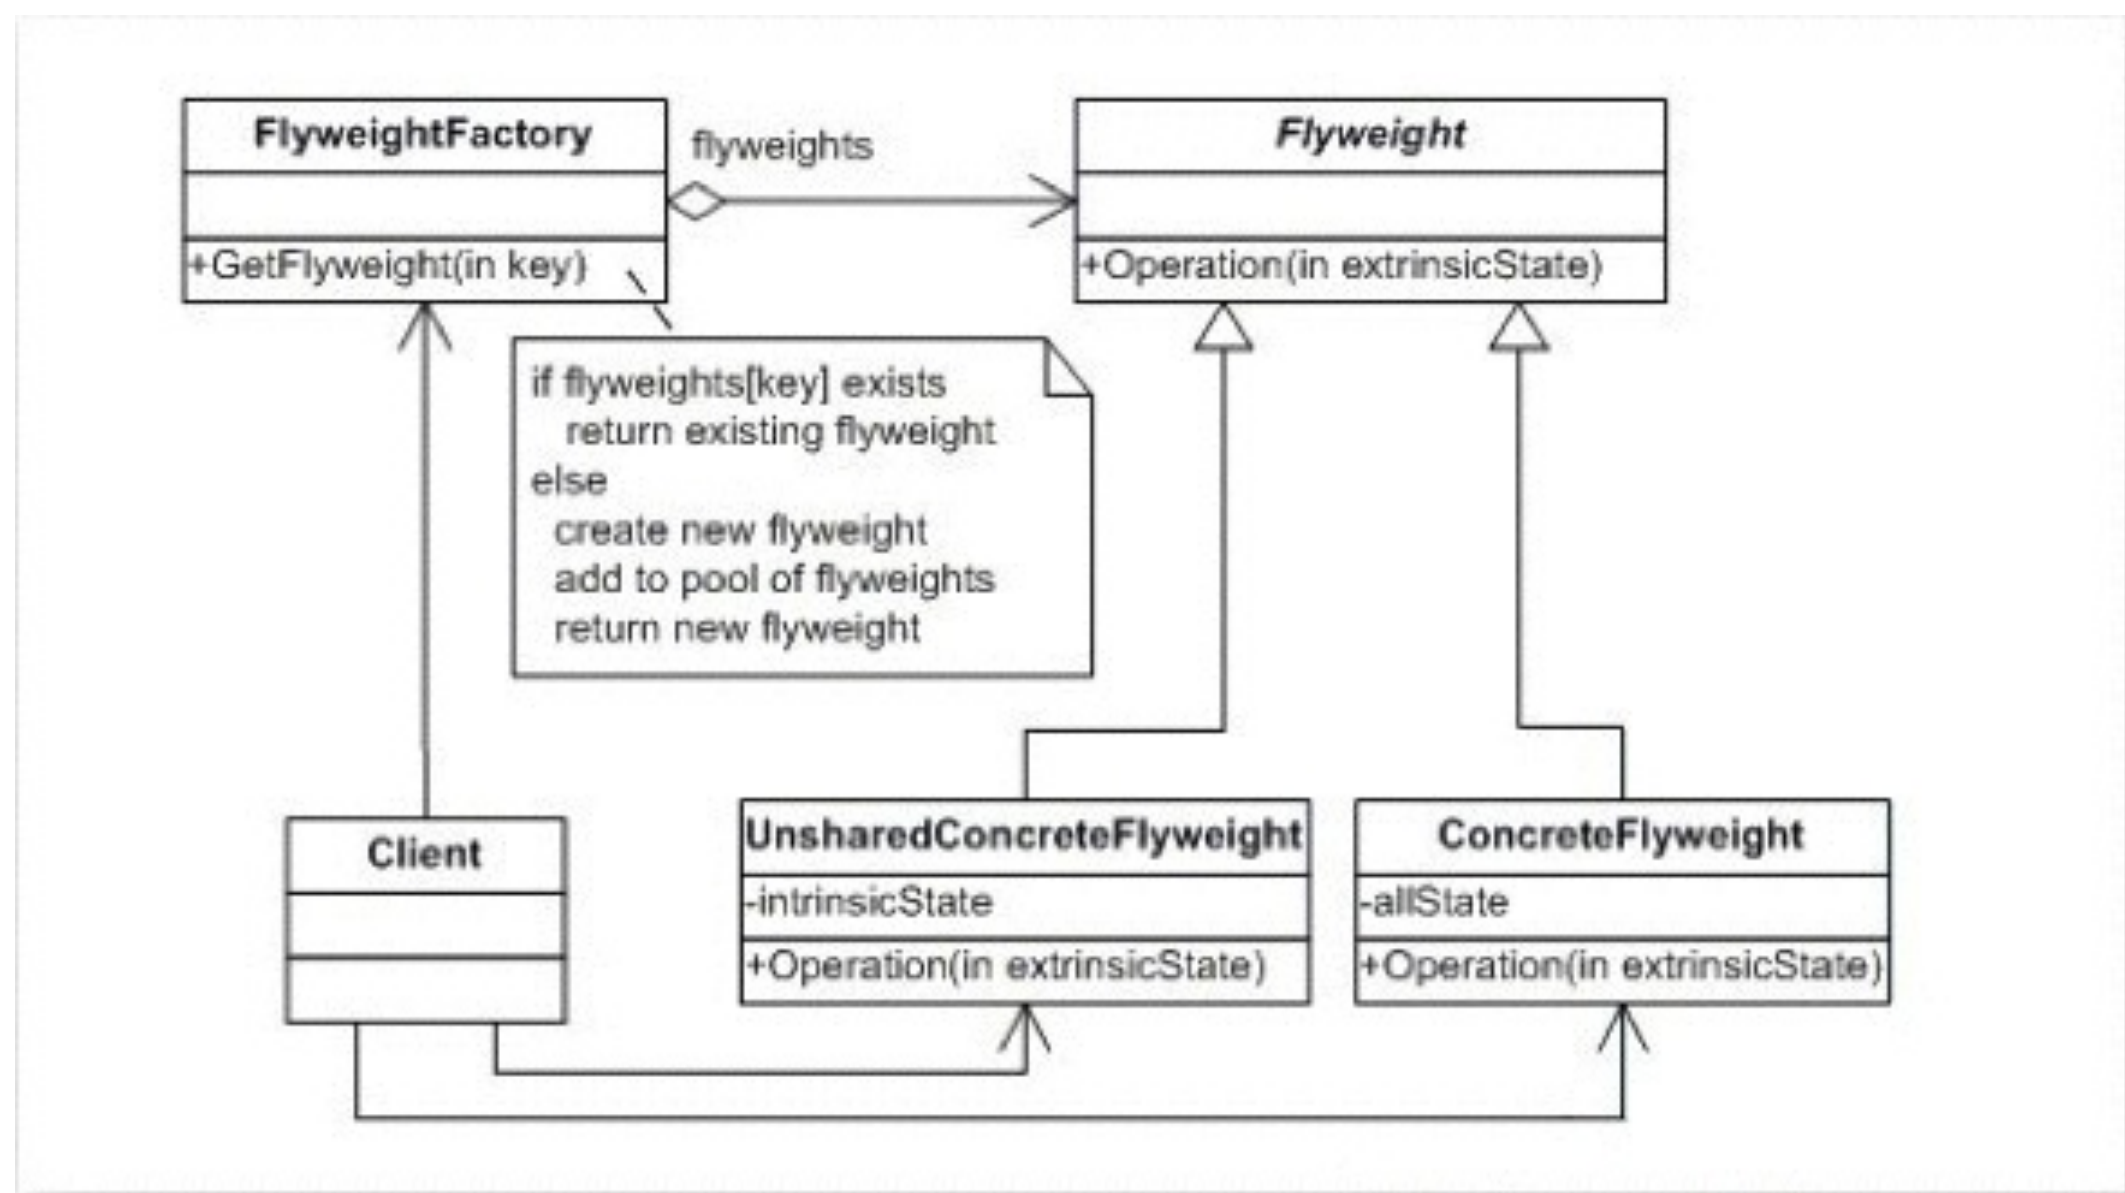 FlyweightFactory
+GetFlyweight(in key)
flyweights
Flyweight
+Operation(in extrinsicState)
if flyweights[key] exists
return existing flyweight
else
create new flyweight
add to pool of flyweights
return new flyweight
Client
UnsharedConcreteFlyweight
-intrinsicState
+Operation(in extrinsicState)
ConcreteFlyweight
-allState
+Operation(in extrinsicState)